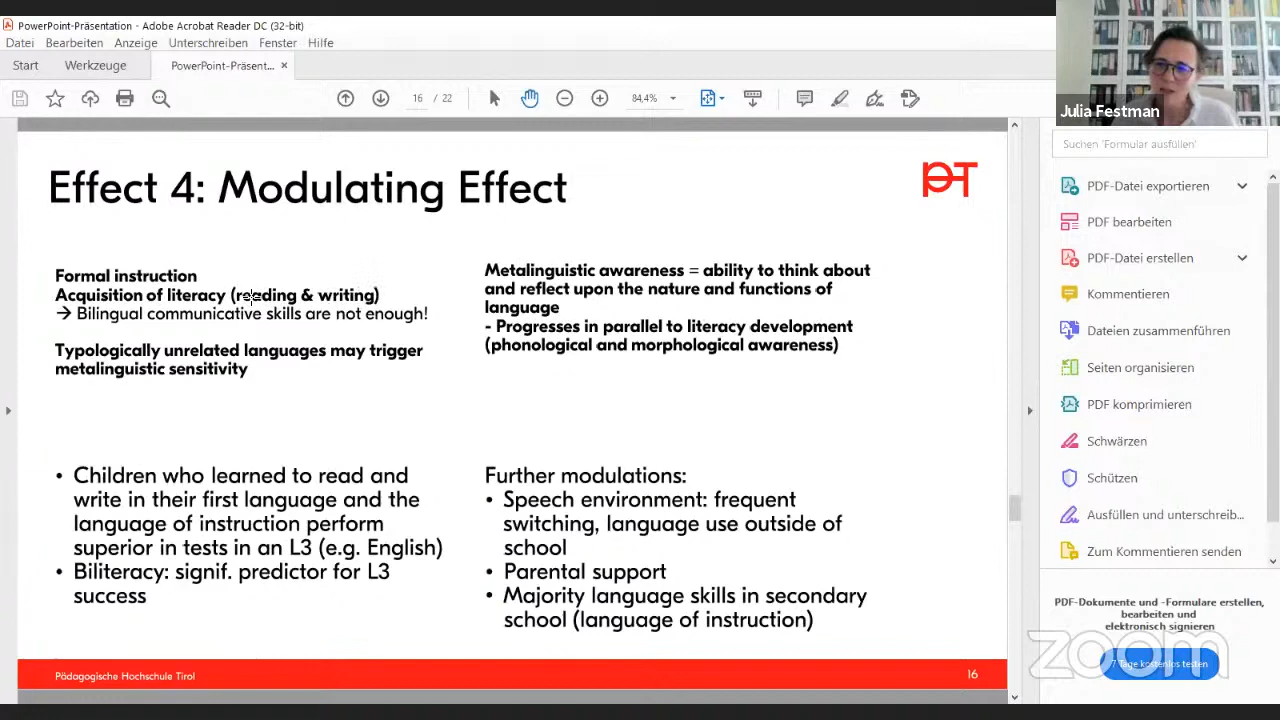 PowerPoint-Präsentation - Adobe Acrobat Reader DC (32-bit)
Datei Bearbeiten Anzeige Unterschreiben Fenster Hilfe
Start Werkzeuge PowerPoint-Präsent... ×
16 / 22 84,4%
Julia Festman
Suchen 'Formular ausfüllen'
Effect 4: Modulating Effect
PHT
Formal instruction
Acquisition of literacy (reading & writing)
→ Bilingual communicative skills are not enough!
Typologically unrelated languages may trigger
metalinguistic sensitivity
Metalinguistic awareness = ability to think about
and reflect upon the nature and functions of
language
- Progresses in parallel to literacy development
(phonological and morphological awareness)
• Children who learned to read and
write in their first language and the
language of instruction perform
superior in tests in an L3 (e.g. English)
• Biliteracy: signif. predictor for L3
success
Further modulations:
• Speech environment: frequent
switching, language use outside of
school
• Parental support
• Majority language skills in secondary
school (language of instruction)
Pädagogische Hochschule Tirol
16
PDF-Datei exportieren
PDF bearbeiten
PDF-Datei erstellen
Kommentieren
Dateien zusammenführen
Seiten organisieren
PDF komprimieren
Schwärzen
Schützen
Ausfüllen und unterschreib...
Zum Kommentieren senden
PDF-Dokumente und -Formulare erstellen,
bearbeiten und
elektronisch signieren
7 Tage kostenlos testen
zoom